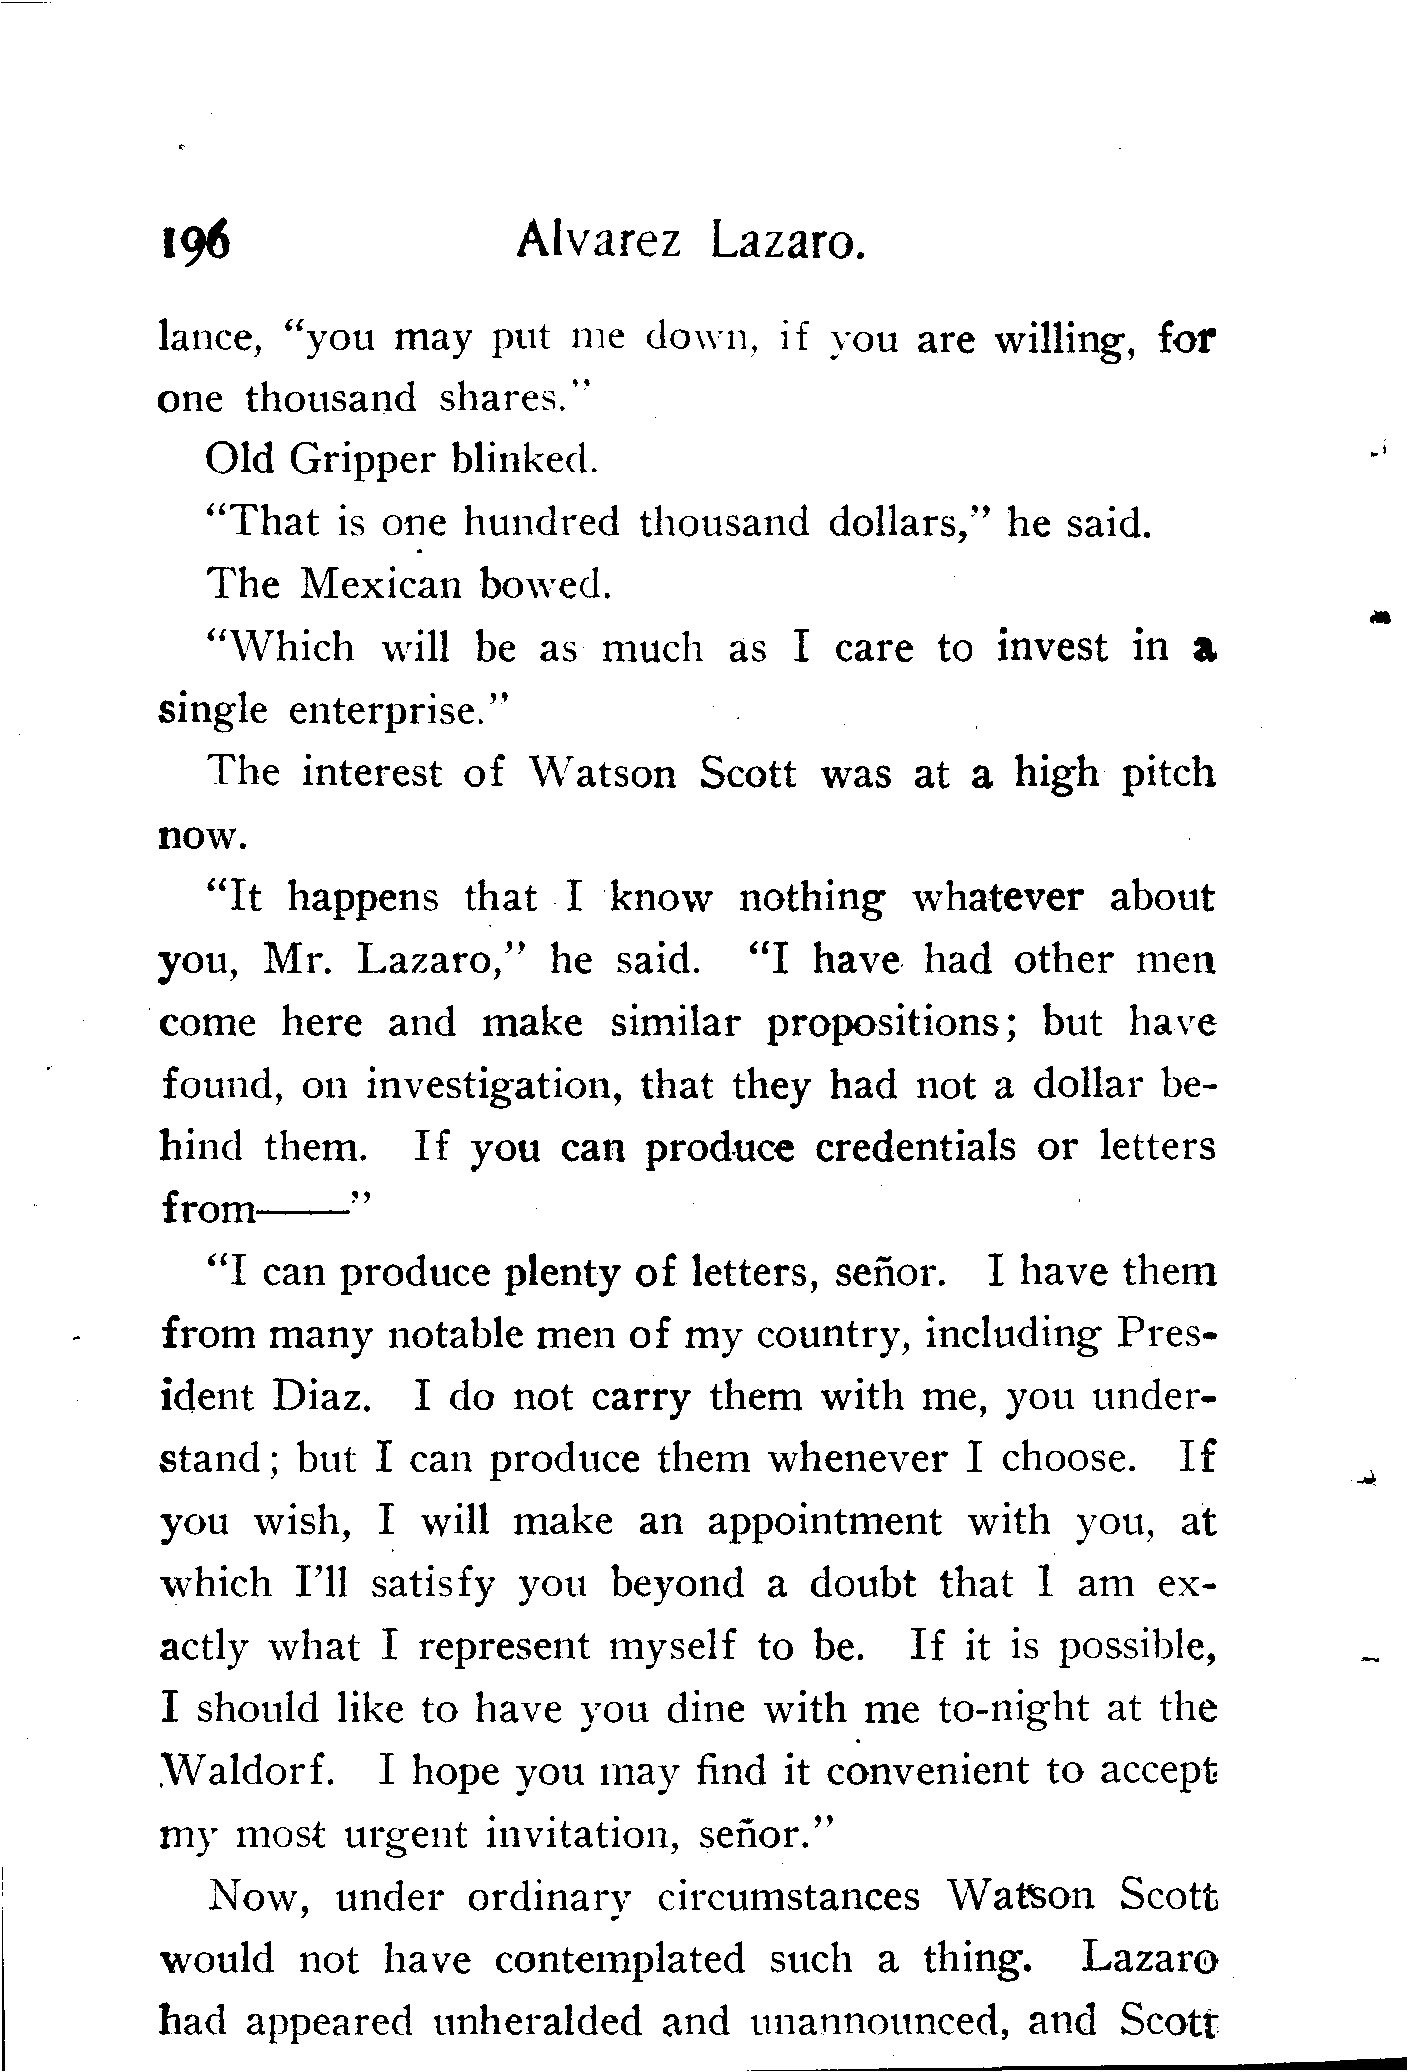 196 Alvarez Lazaro.
lance, “you may put me down, if you are willing, for
one thousand shares.”
Old Gripper blinked.
“That is one hundred thousand dollars,” he said.
The Mexican bowed.
“Which will be as much as I care to invest in a
single enterprise.”
The interest of Watson Scott was at a high pitch
now.
“It happens that I know nothing whatever about
you, Mr. Lazaro,” he said. “I have had other men
come here and make similar propositions; but have
found, on investigation, that they had not a dollar be-
hind them. If you can produce credentials or letters
from——”
“I can produce plenty of letters, señor. I have them
from many notable men of my country, including Pres-
ident Diaz. I do not carry them with me, you under-
stand; but I can produce them whenever I choose. If
you wish, I will make an appointment with you, at
which I’ll satisfy you beyond a doubt that I am ex-
actly what I represent myself to be. If it is possible,
I should like to have you dine with me to-night at the
Waldorf. I hope you may find it convenient to accept
my most urgent invitation, señor.”
Now, under ordinary circumstances Watson Scott
would not have contemplated such a thing. Lazaro
had appeared unheralded and unannounced, and Scott